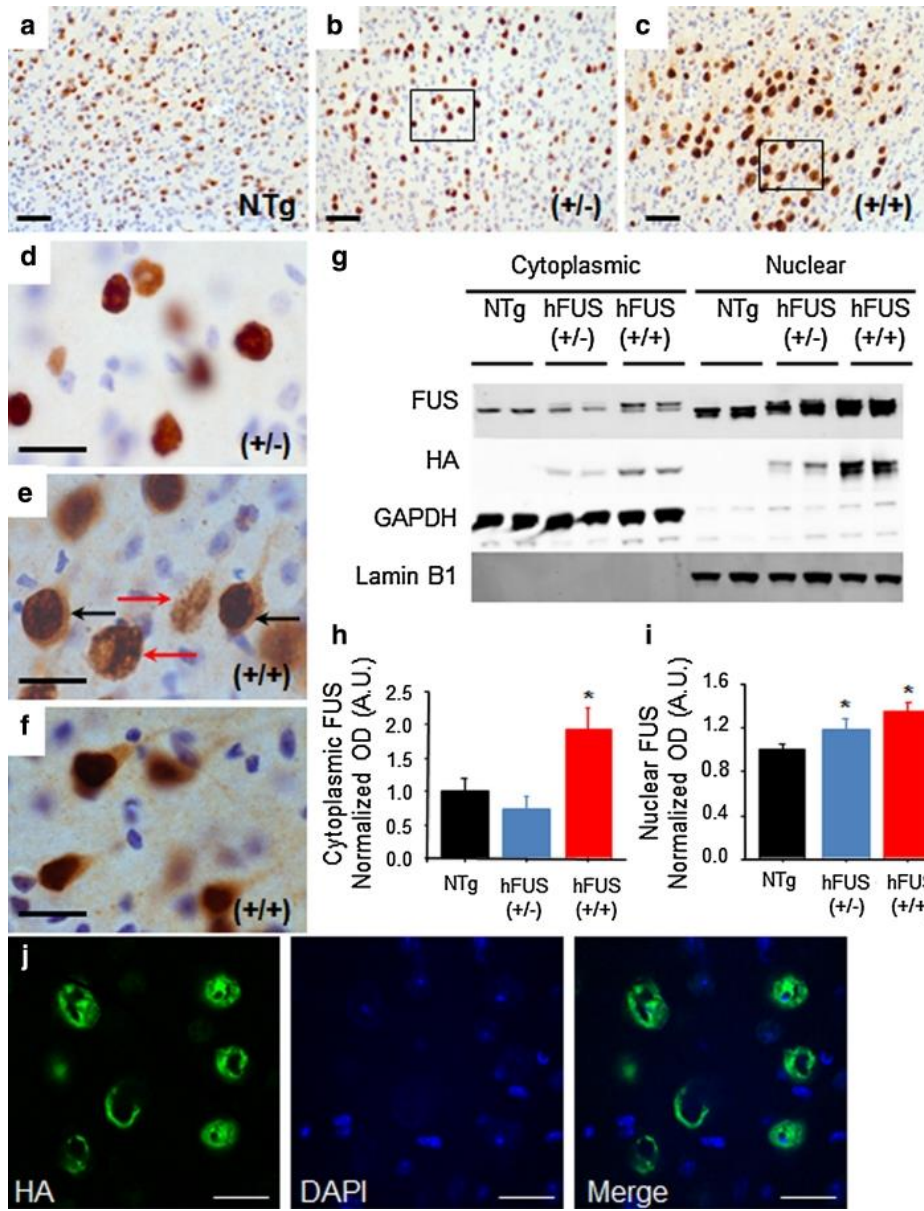 a
NTg
b
(+/-)
c
(+/+)
d
(+/-)
e
(+/+)
f
(+/+)
g
Cytoplasmic Nuclear
NTg hFUS (+/-) hFUS (+/+) NTg hFUS (+/-) hFUS (+/+)
FUS
HA
GAPDH
Lamin B1
h
Cytoplasmic FUS
Normalized OD (A.U.)
2.5
2.0
1.5
1.0
0.5
0.0
*
NTg hFUS (+/-) hFUS (+/+)
i
Nuclear FUS
Normalized OD (A.U.)
1.6
1.2
0.8
0.4
0.0
* *
NTg hFUS (+/-) hFUS (+/+)
j
HA
DAPI
Merge